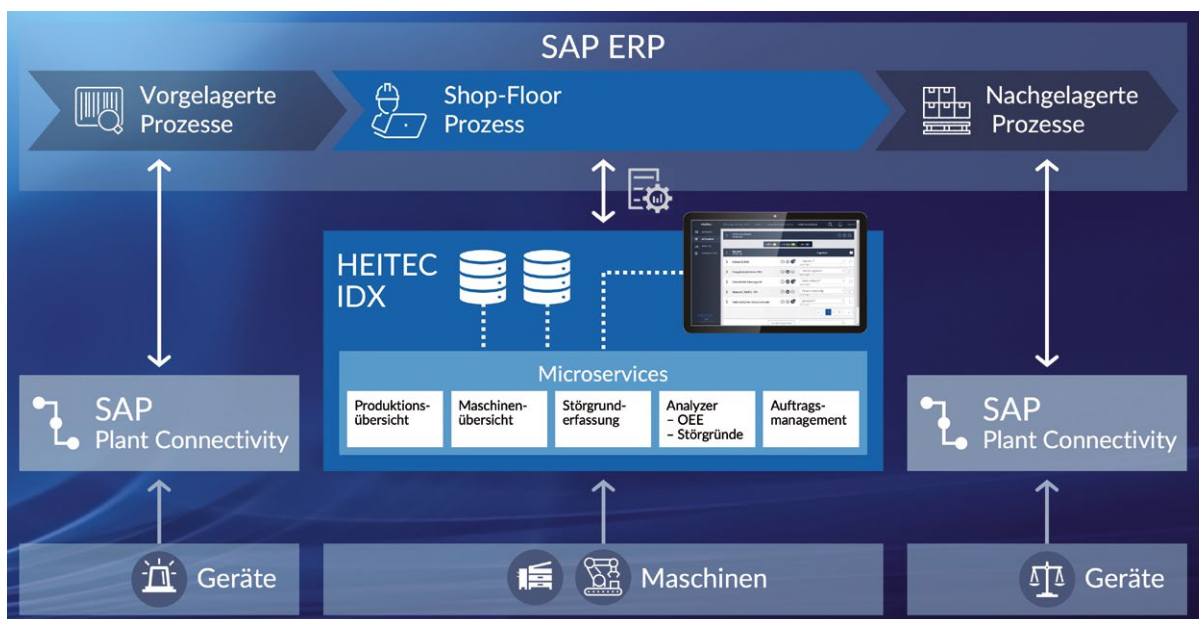 SAP ERP
Vorgelagerte
Prozesse
Shop-Floor
Prozess
Nachgelagerte
Prozesse
HEITEC
IDX
Microservices
Produktions-
übersicht
Maschinen-
übersicht
Störgrund-
erfassung
Analyzer
– OEE
– Störgründe
Auftrags-
management
SAP
Plant Connectivity
SAP
Plant Connectivity
Geräte
Maschinen
Geräte